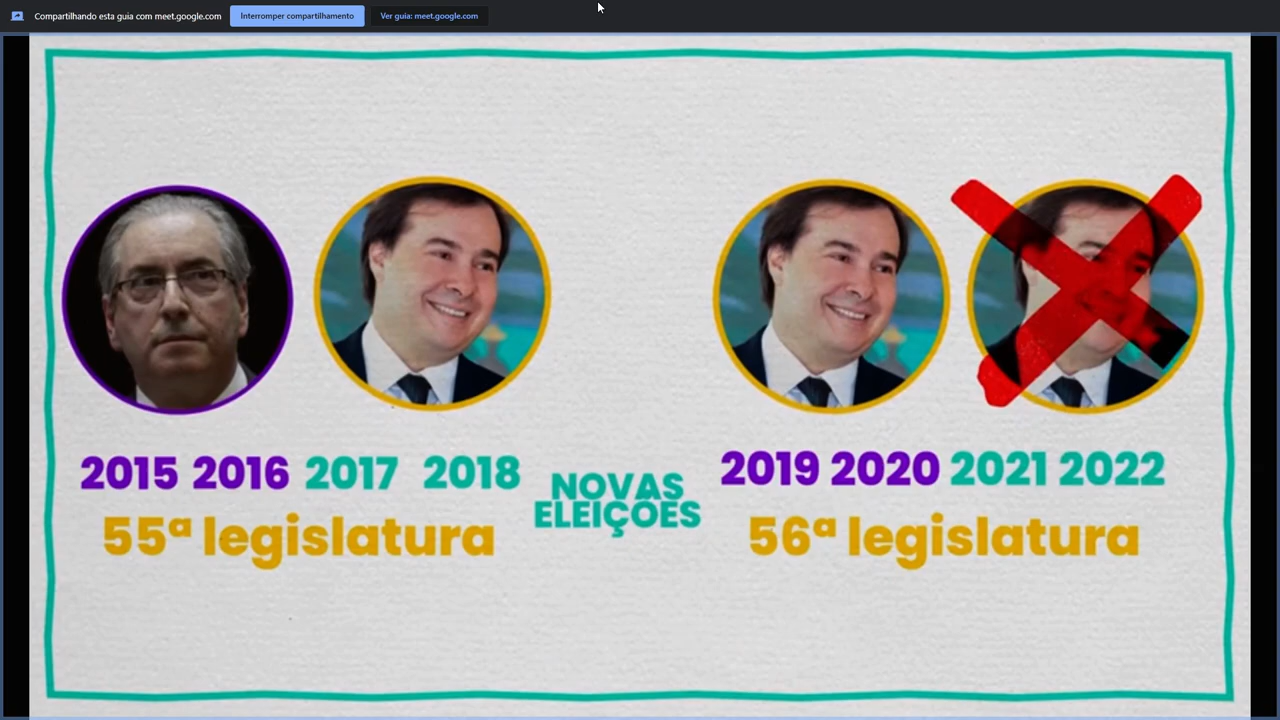 Compartilhando esta guia com meet.google.com
Interromper compartilhamento
Ver guia: meet.google.com
2015 2016 2017 2018
55ª legislatura
NOVAS
ELEIÇÕES
2019 2020 2021 2022
56ª legislatura